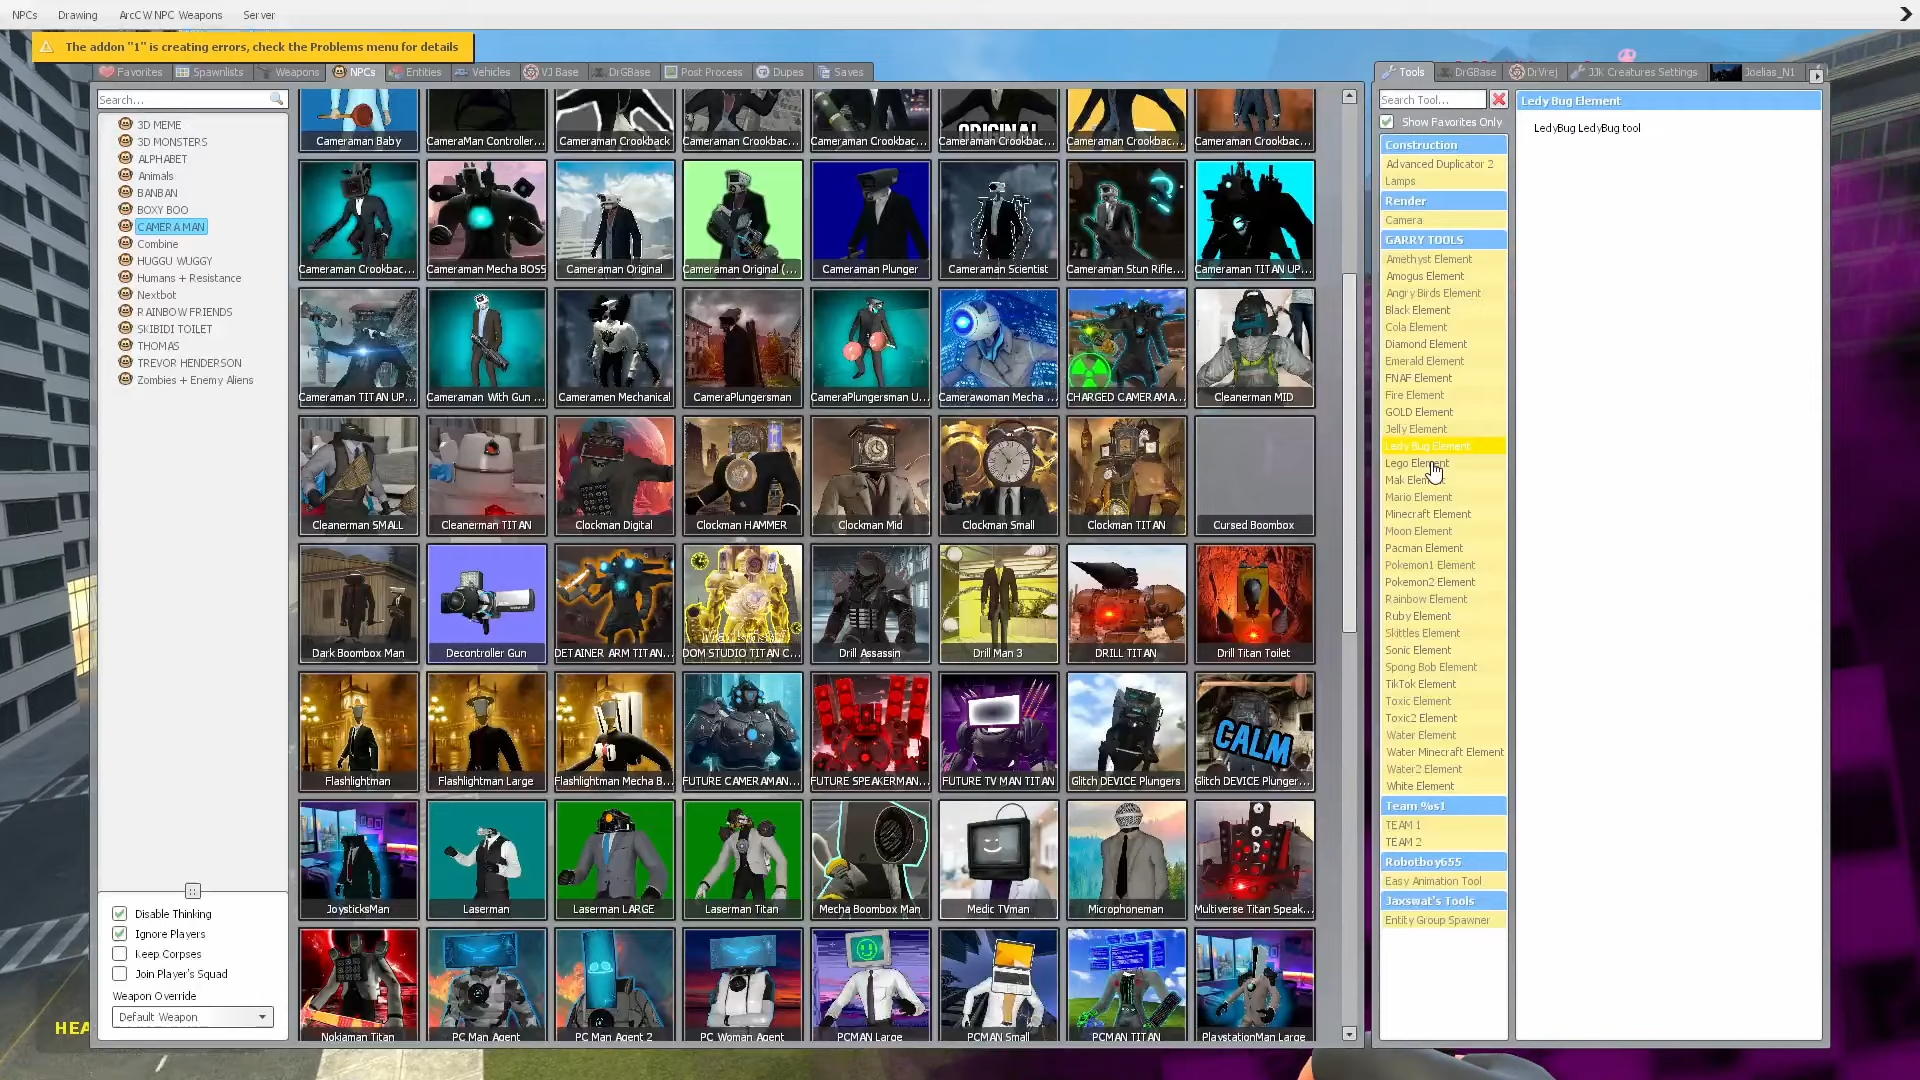 NPCs Drawing ArcCW NPC Weapons Server
The addon "1" is creating errors, check the Problems menu for details
Favorites Spawnlists Weapons NPCs Entities Vehicles VJ Base DrGBase Post Process Dupes Saves
Search...
3D MEME
3D MONSTERS
ALPHABET
Animals
BANBAN
BOXY BOO
CAMERA MAN
Combine
HUGGU WUGGY
Humans + Resistance
Nextbot
RAINBOW FRIENDS
SKIBIDI TOILET
THOMAS
TREVOR HENDERSON
Zombies + Enemy Aliens
Disable Thinking
Ignore Players
Keep Corpses
Join Player's Squad
Weapon Override
Default Weapon
HEA
ORIGINAL
Cameraman Baby CameraMan Controller... Cameraman Crookback Cameraman Crookbac... Cameraman Crookbac... Cameraman Crookbac... Cameraman Crookbac... Cameraman Crookbac...
Cameraman Crookbac... Cameraman Mecha BOSS Cameraman Original Cameraman Original (... Cameraman Plunger Cameraman Scientist Cameraman Stun Rifle... Cameraman TITAN UP...
Cameraman TITAN UP... Cameraman With Gun ... Cameramen Mechanical CameraPlungersman CameraPlungersman U... Camerawoman Mecha ... CHARGED CAMERAMA... Cleanerman MID
Cleanerman SMALL Cleanerman TITAN Clockman Digital Clockman HAMMER Clockman Mid Clockman Small Clockman TITAN Cursed Boombox
Dark Boombox Man Decontroller Gun DETAINER ARM TITAN... DOM STUDIO TITAN C... Drill Assassin Drill Man 3 DRILL TITAN Drill Titan Toilet
CALM
Flashlightman Flashlightman Large Flashlightman Mecha B... FUTURE CAMERAMAN... FUTURE SPEAKERMAN... FUTURE TV MAN TITAN Glitch DEVICE Plungers Glitch DEVICE Plunger...
JoysticksMan Laserman Laserman LARGE Laserman Titan Mecha Boombox Man Medic TVman Microphoneman Multiverse Titan Speak...
Nokiaman Titan PC Man Agent PC Man Agent 2 PC Woman Agent PCMAN Large PCMAN Small PCMAN TITAN PlaystationMan Large
Tools DrGBase DrVrej JJk Creatures Settings Joelias_N1
Search Tool...
Show Favorites Only
Construction
Advanced Duplicator 2
Lamps
Render
Camera
GARRY TOOLS
Amethyst Element
Amogus Element
Angry Birds Element
Black Element
Cola Element
Diamond Element
Emerald Element
FNAF Element
Fire Element
GOLD Element
Jelly Element
Ledy Bug Element
Lego Element
Mak Element
Mario Element
Minecraft Element
Moon Element
Pacman Element
Pokemon1 Element
Pokemon2 Element
Rainbow Element
Ruby Element
Skittles Element
Sonic Element
Spong Bob Element
TikTok Element
Toxic Element
Toxic2 Element
Water Element
Water Minecraft Element
Water2 Element
White Element
Team %s1
TEAM 1
TEAM 2
Robotboy655
Easy Animation Tool
Jaxswat's Tools
Entity Group Spawner
Ledy Bug Element
LedyBug LedyBug tool